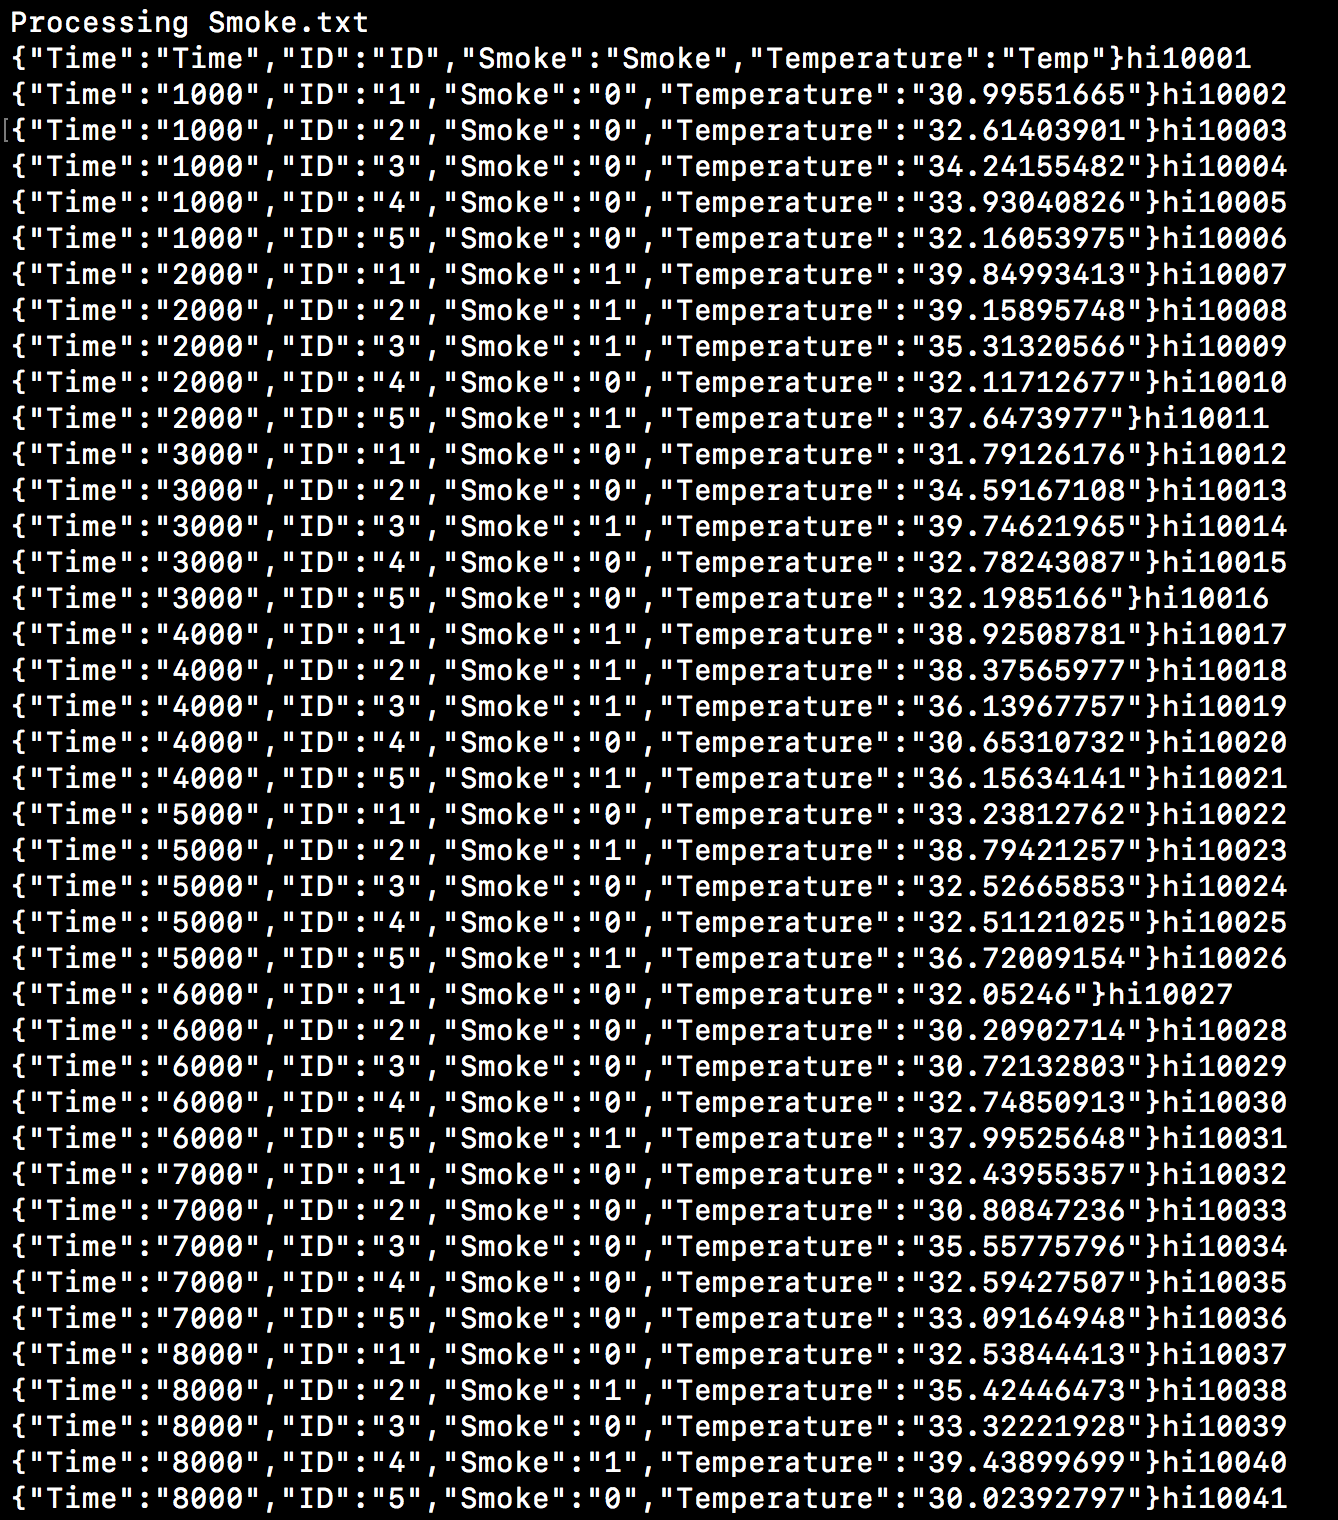 Processing Smoke.txt
{"Time":"Time","ID":"ID","Smoke":"Smoke","Temperature":"Temp"}hi10001
{"Time":"1000","ID":"1","Smoke":"0","Temperature":"30.99551665"}hi10002
[{"Time":"1000","ID":"2","Smoke":"0","Temperature":"32.61403901"}hi10003
{"Time":"1000","ID":"3","Smoke":"0","Temperature":"34.24155482"}hi10004
{"Time":"1000","ID":"4","Smoke":"0","Temperature":"33.93040826"}hi10005
{"Time":"1000","ID":"5","Smoke":"0","Temperature":"32.16053975"}hi10006
{"Time":"2000","ID":"1","Smoke":"1","Temperature":"39.84993413"}hi10007
{"Time":"2000","ID":"2","Smoke":"1","Temperature":"39.15895748"}hi10008
{"Time":"2000","ID":"3","Smoke":"1","Temperature":"35.31320566"}hi10009
{"Time":"2000","ID":"4","Smoke":"0","Temperature":"32.11712677"}hi10010
{"Time":"2000","ID":"5","Smoke":"1","Temperature":"37.6473977"}hi10011
{"Time":"3000","ID":"1","Smoke":"0","Temperature":"31.79126176"}hi10012
{"Time":"3000","ID":"2","Smoke":"0","Temperature":"34.59167108"}hi10013
{"Time":"3000","ID":"3","Smoke":"1","Temperature":"39.74621965"}hi10014
{"Time":"3000","ID":"4","Smoke":"0","Temperature":"32.78243087"}hi10015
{"Time":"3000","ID":"5","Smoke":"0","Temperature":"32.1985166"}hi10016
{"Time":"4000","ID":"1","Smoke":"1","Temperature":"38.92508781"}hi10017
{"Time":"4000","ID":"2","Smoke":"1","Temperature":"38.37565977"}hi10018
{"Time":"4000","ID":"3","Smoke":"1","Temperature":"36.13967757"}hi10019
{"Time":"4000","ID":"4","Smoke":"0","Temperature":"30.65310732"}hi10020
{"Time":"4000","ID":"5","Smoke":"1","Temperature":"36.15634141"}hi10021
{"Time":"5000","ID":"1","Smoke":"0","Temperature":"33.23812762"}hi10022
{"Time":"5000","ID":"2","Smoke":"1","Temperature":"38.79421257"}hi10023
{"Time":"5000","ID":"3","Smoke":"0","Temperature":"32.52665853"}hi10024
{"Time":"5000","ID":"4","Smoke":"0","Temperature":"32.51121025"}hi10025
{"Time":"5000","ID":"5","Smoke":"1","Temperature":"36.72009154"}hi10026
{"Time":"6000","ID":"1","Smoke":"0","Temperature":"32.05246"}hi10027
{"Time":"6000","ID":"2","Smoke":"0","Temperature":"30.20902714"}hi10028
{"Time":"6000","ID":"3","Smoke":"0","Temperature":"30.72132803"}hi10029
{"Time":"6000","ID":"4","Smoke":"0","Temperature":"32.74850913"}hi10030
{"Time":"6000","ID":"5","Smoke":"1","Temperature":"37.99525648"}hi10031
{"Time":"7000","ID":"1","Smoke":"0","Temperature":"32.43955357"}hi10032
{"Time":"7000","ID":"2","Smoke":"0","Temperature":"30.80847236"}hi10033
{"Time":"7000","ID":"3","Smoke":"0","Temperature":"35.55775796"}hi10034
{"Time":"7000","ID":"4","Smoke":"0","Temperature":"32.59427507"}hi10035
{"Time":"7000","ID":"5","Smoke":"0","Temperature":"33.09164948"}hi10036
{"Time":"8000","ID":"1","Smoke":"0","Temperature":"32.53844413"}hi10037
{"Time":"8000","ID":"2","Smoke":"1","Temperature":"35.42446473"}hi10038
{"Time":"8000","ID":"3","Smoke":"0","Temperature":"33.32221928"}hi10039
{"Time":"8000","ID":"4","Smoke":"1","Temperature":"39.43899699"}hi10040
{"Time":"8000","ID":"5","Smoke":"0","Temperature":"30.02392797"}hi10041